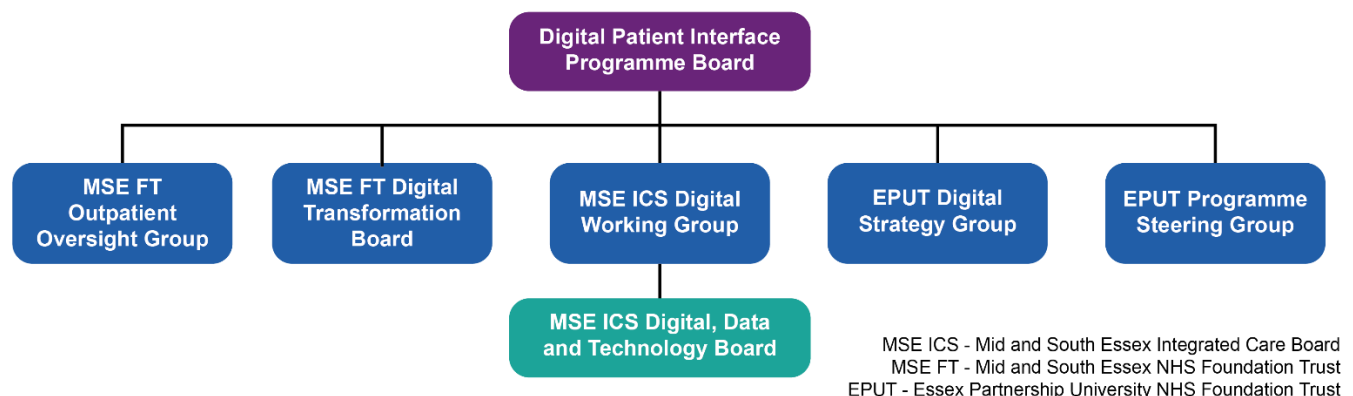 Digital Patient Interface
Programme Board
MSE FT
Outpatient
Oversight Group
MSE FT Digital
Transformation
Board
MSE ICS Digital
Working Group
EPUT Digital
Strategy Group
EPUT Programme
Steering Group
MSE ICS Digital, Data
and Technology Board
MSE ICS - Mid and South Essex Integrated Care Board
MSE FT - Mid and South Essex NHS Foundation Trust
EPUT - Essex Partnership University NHS Foundation Trust